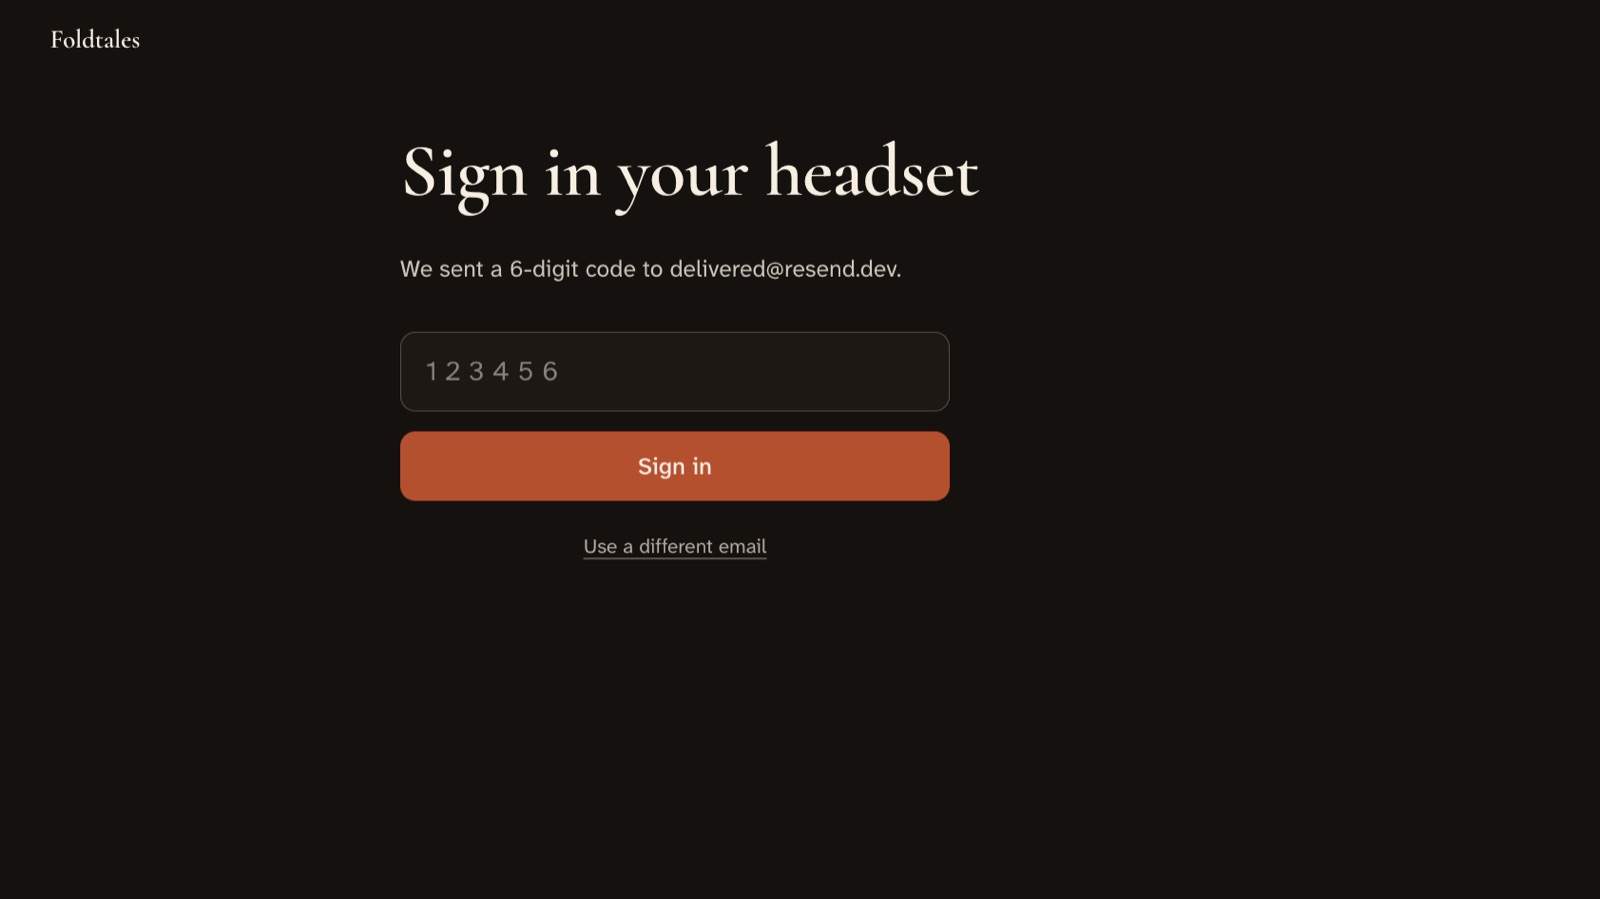 Foldtales
Sign in your headset
We sent a 6-digit code to delivered@resend.dev.
1 2 3 4 5 6
Sign in
Use a different email